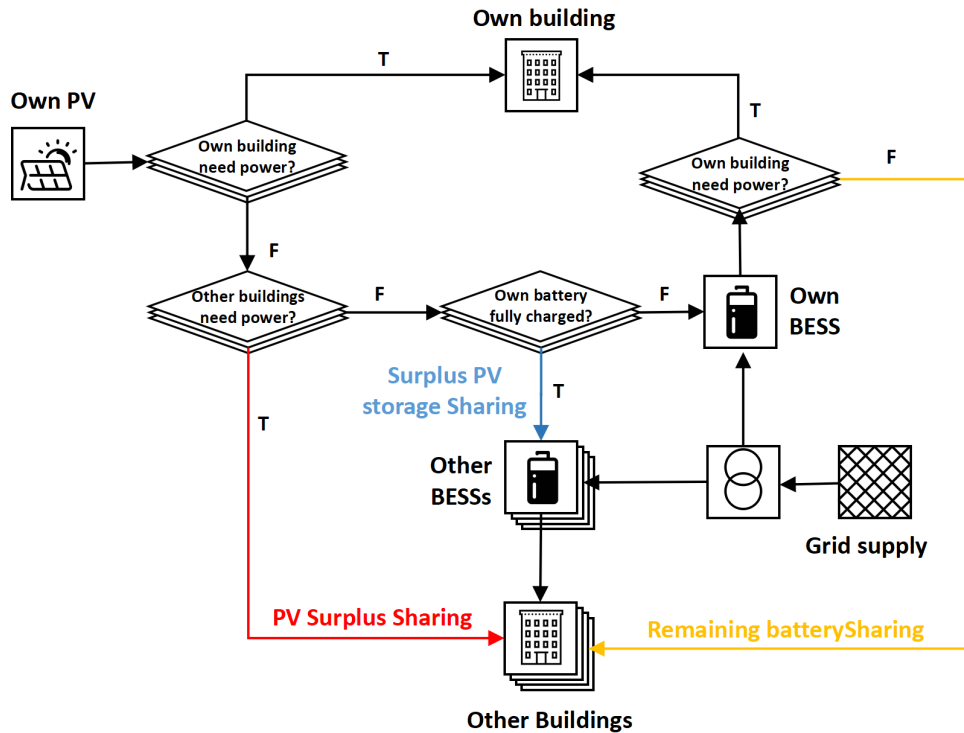 Own building
T
Own PV
Own building
need power?
T
Own building
need power?
F
F
Other buildings
need power?
F
Own battery
fully charged?
F
Own
BESS
Surplus PV
storage Sharing
T
T
Other
BESSs
Grid supply
PV Surplus Sharing
Remaining batterySharing
Other Buildings